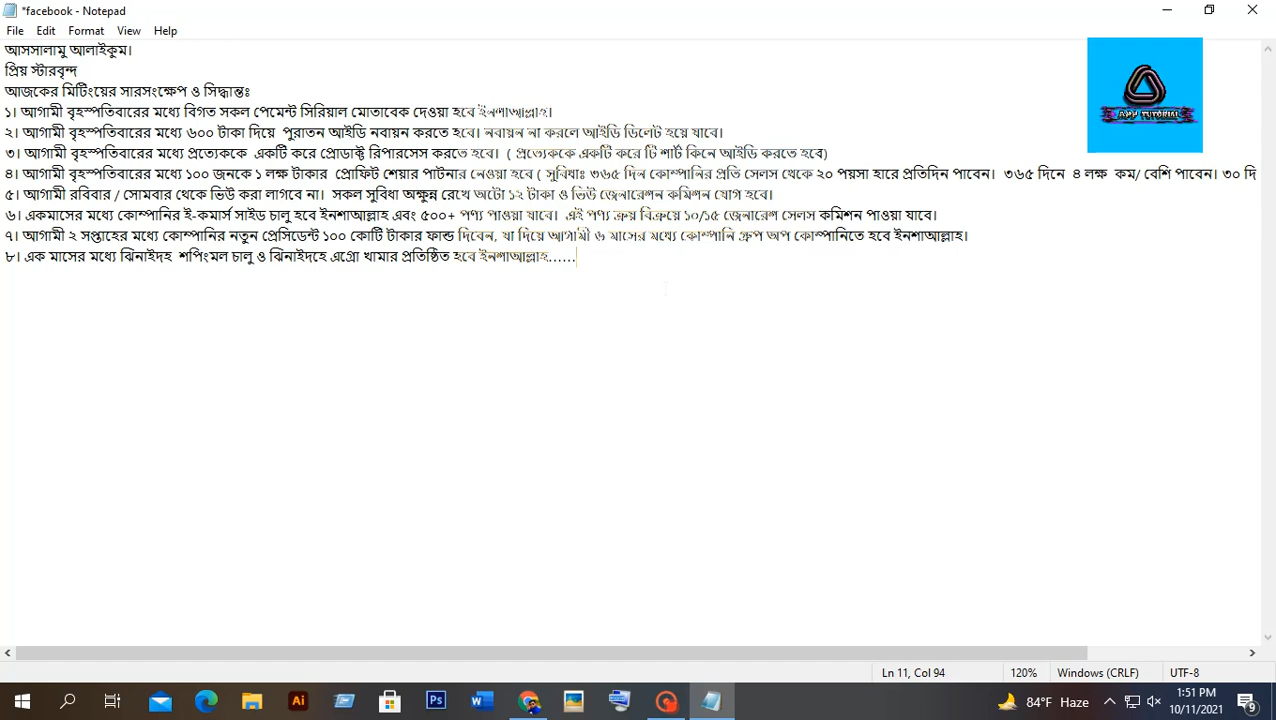 *facebook - Notepad
File Edit Format View Help
আসসালামু আলাইকুম।
প্রিয় স্টারবৃন্দ
আজকের মিটিংয়ের সারসংক্ষেপ ও সিদ্ধান্তঃ
১। আগামী বৃহস্পতিবারের মধ্যে বিগত সকল পেমেন্ট সিরিয়াল মোতাবেক দেওয়া হবে ইনশাআল্লাহ।
২। আগামী বৃহস্পতিবারের মধ্যে ৬০০ টাকা দিয়ে পুরাতন আইডি নবায়ন করতে হবে। নবায়ন না করলে আইডি ডিলেট হয়ে যাবে।
৩। আগামী বৃহস্পতিবারের মধ্যে প্রত্যেককে একটি করে প্রোডাক্ট রিপারসেস করতে হবে। ( প্রত্যেককে একটি করে টি শার্ট কিনে আইডি করতে হবে)
৪। আগামী বৃহস্পতিবারের মধ্যে ১০০ জনকে ১ লক্ষ টাকার প্রোফিট শেয়ার পাটনার নেওয়া হবে ( সুবিধাঃ ৩৬৫ দিন কোম্পানির প্রতি সেলস থেকে ২০ পয়সা হারে প্রতিদিন পাবেন। ৩৬৫ দিনে ৪ লক্ষ কম/ বেশি পাবেন। ৩০ দি
৫। আগামী রবিবার / সোমবার থেকে ভিউ করা লাগবে না। সকল সুবিধা অক্ষুন্ন রেখে অটো ১২ টাকা ও ভিউ জেনারেশন কমিশন যোগ হবে।
৬। একমাসের মধ্যে কোম্পানির ই-কমার্স সাইড চালু হবে ইনশাআল্লাহ এবং ৫০০+ পণ্য পাওয়া যাবে। এই পণ্য ক্রয় বিক্রয়ে ১০/১৫ জেনারেশ সেলস কমিশন পাওয়া যাবে।
৭। আগামী ২ সপ্তাহের মধ্যে কোম্পানির নতুন প্রেসিডেন্ট ১০০ কোটি টাকার ফান্ড দিবেন, যা দিয়ে আগামী ৬ মাসের মধ্যে কোম্পানি গ্রুপ অপ কোম্পানিতে হবে ইনশাআল্লাহ।
৮। এক মাসের মধ্যে ঝিনাইদহ শপিংমল চালু ও ঝিনাইদহে এগ্রো খামার প্রতিষ্ঠিত হবে ইনশাআল্লাহ......
APP TUTORIAL
Ln 11, Col 94 120% Windows (CRLF) UTF-8
84°F Haze 1:51 PM
10/11/2021 9